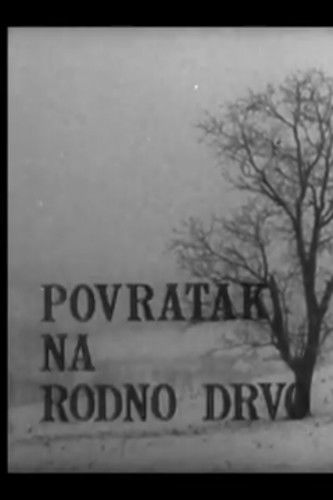 POVRATAK
NA
RODNO DRVO